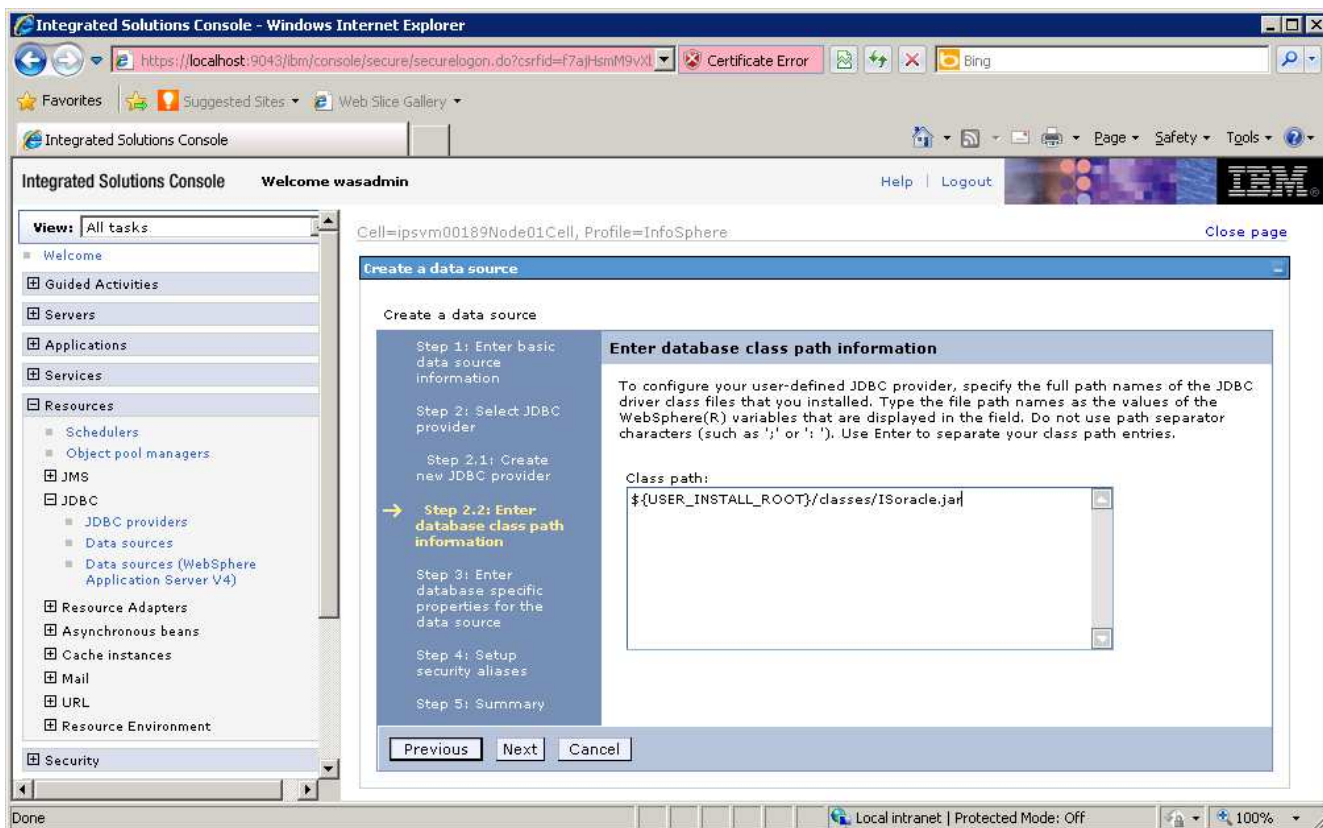 Integrated Solutions Console - Windows Internet Explorer
https://localhost:9043/ibm/console/secure/securelogon.do?csrfid=f7ajHsmM9vX
Certificate Error
Bing
Favorites
Suggested Sites
Web Slice Gallery
Integrated Solutions Console
Page
Safety
Tools
Integrated Solutions Console Welcome wasadmin
Help | Logout
IBM®
View: All tasks
Welcome
Guided Activities
Servers
Applications
Services
Resources
Schedulers
Object pool managers
JMS
JDBC
JDBC providers
Data sources
Data sources (WebSphere
Application Server V4)
Resource Adapters
Asynchronous beans
Cache instances
Mail
URL
Resource Environment
Security
Cell=ipsvm00189Node01Cell, Profile=InfoSphere
Close page
Create a data source
Create a data source
Step 1: Enter basic
data source
information
Step 2: Select JDBC
provider
Step 2.1: Create
new JDBC provider
Step 2.2: Enter
database class path
information
Step 3: Enter
database specific
properties for the
data source
Step 4: Setup
security aliases
Step 5: Summary
Enter database class path information
To configure your user-defined JDBC provider, specify the full path names of the JDBC
driver class files that you installed. Type the file path names as the values of the
WebSphere(R) variables that are displayed in the field. Do not use path separator
characters (such as ';' or ': '). Use Enter to separate your class path entries.
Class path:
${USER_INSTALL_ROOT}/classes/ISoracle.jar
Previous
Next
Cancel
Done
Local intranet | Protected Mode: Off
100%